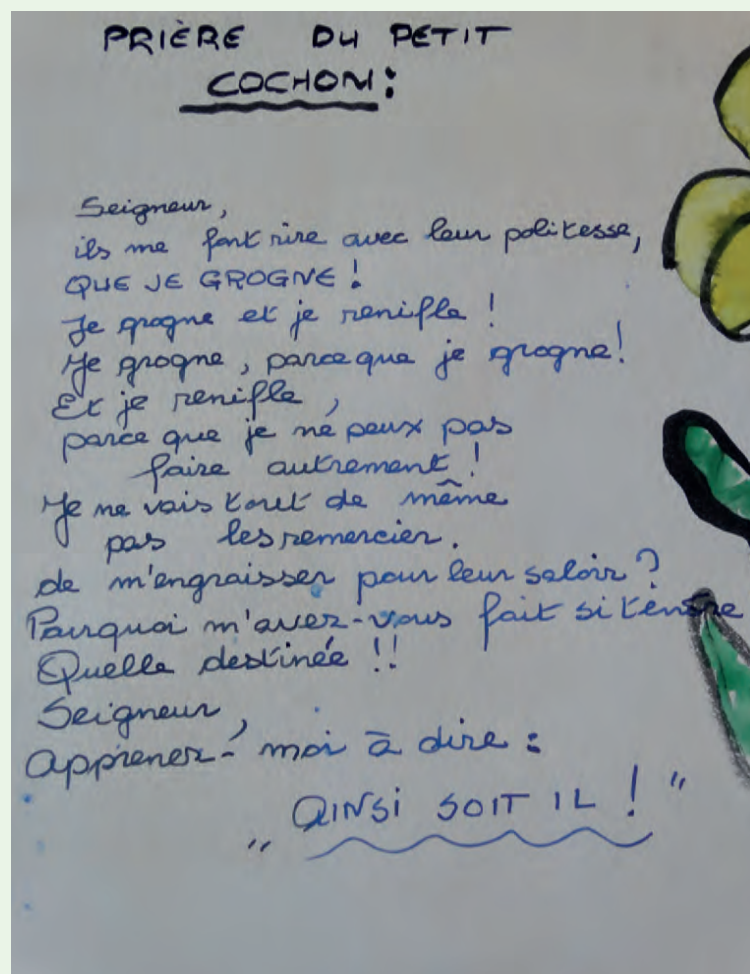 PRIÈRE DU PETIT
COCHON :
Seigneur,
ils me font rire avec leur politesse,
QUE JE GROGNE !
Je grogne et je renifle !
Je grogne, parce que je grogne !
Et je renifle,
parce que je ne peux pas
faire autrement !
Je ne vais tout de même
pas les remercier.
de m'engraisser pour leur saloir ?
Pourquoi m'avez-vous fait si tendre
Quelle destinée !!
Seigneur,
Apprenez-moi à dire :
" AINSI SOIT IL ! "